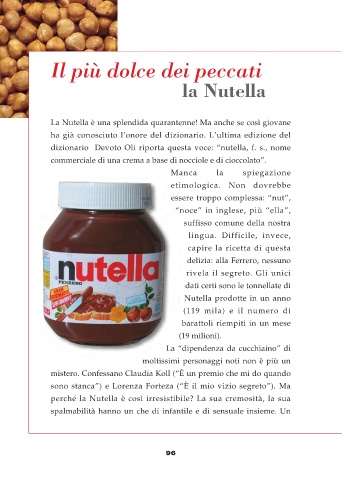 Il più dolce dei peccati
la Nutella
La Nutella è una splendida quarantenne! Ma anche se così giovane
ha già conosciuto l'onore del dizionario. L'ultima edizione del
dizionario Devoto Oli riporta questa voce: "nutella, f. s., nome
commerciale di una crema a base di nocciole e di cioccolato".
Manca la spiegazione
etimologica. Non dovrebbe
essere troppo complessa: "nut",
"noce" in inglese, più "ella",
suffisso comune della nostra
lingua. Difficile, invece,
capire la ricetta di questa
delizia: alla Ferrero, nessuno
rivela il segreto. Gli unici
dati certi sono le tonnellate di
Nutella prodotte in un anno
(119 mila) e il numero di
barattoli riempiti in un mese
(19 milioni).
nutella
FERRERO
La "dipendenza da cucchiaino" di
moltissimi personaggi noti non è più un
mistero. Confessano Claudia Koll ("È un premio che mi do quando
sono stanca") e Lorenza Forteza ("È il mio vizio segreto"). Ma
perché la Nutella è così irresistibile? La sua cremosità, la sua
spalmabilità hanno un che di infantile e di sensuale insieme. Un
96